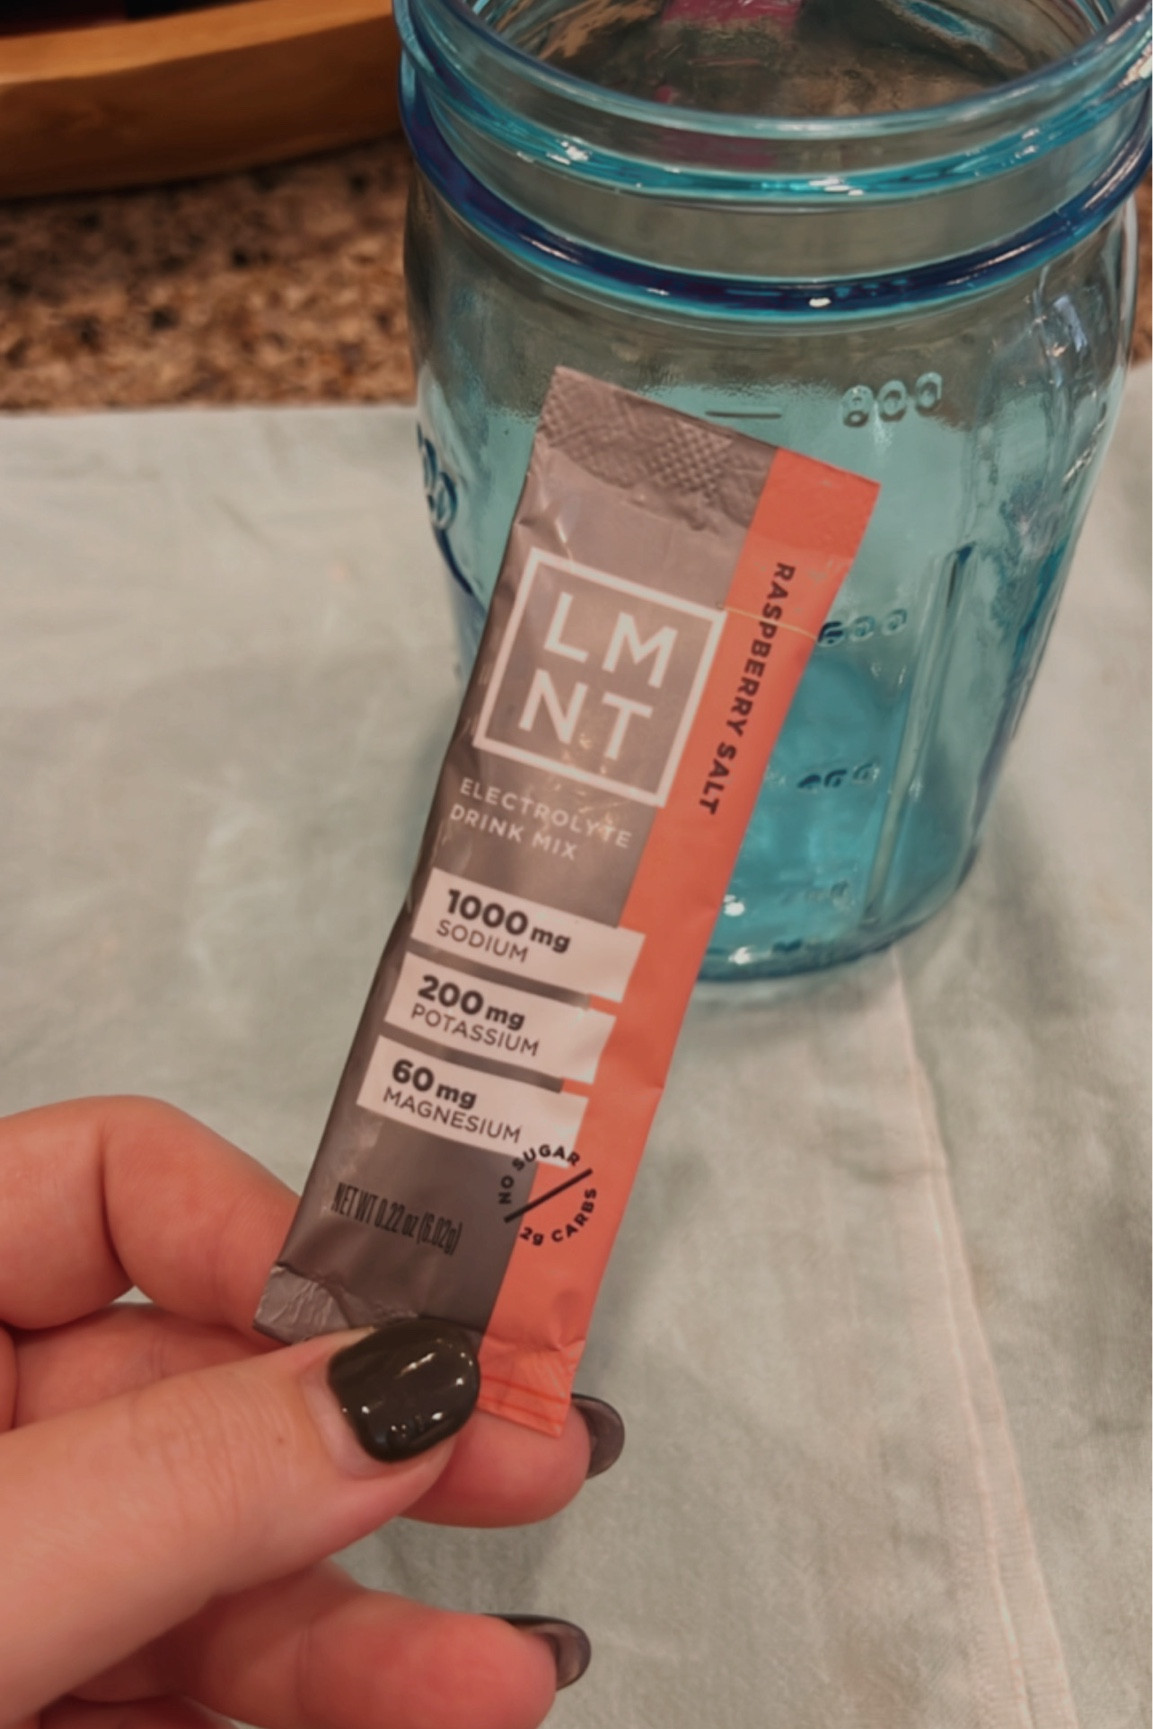 LM
NT
ELECTROLYTE
DRINK MIX
1000 mg
SODIUM
200 mg
POTASSIUM
60 mg
MAGNESIUM
NO SUGAR
2g CARBS
NET WT 0.22 oz (6.02g)
RASPBERRY SALT
800
600